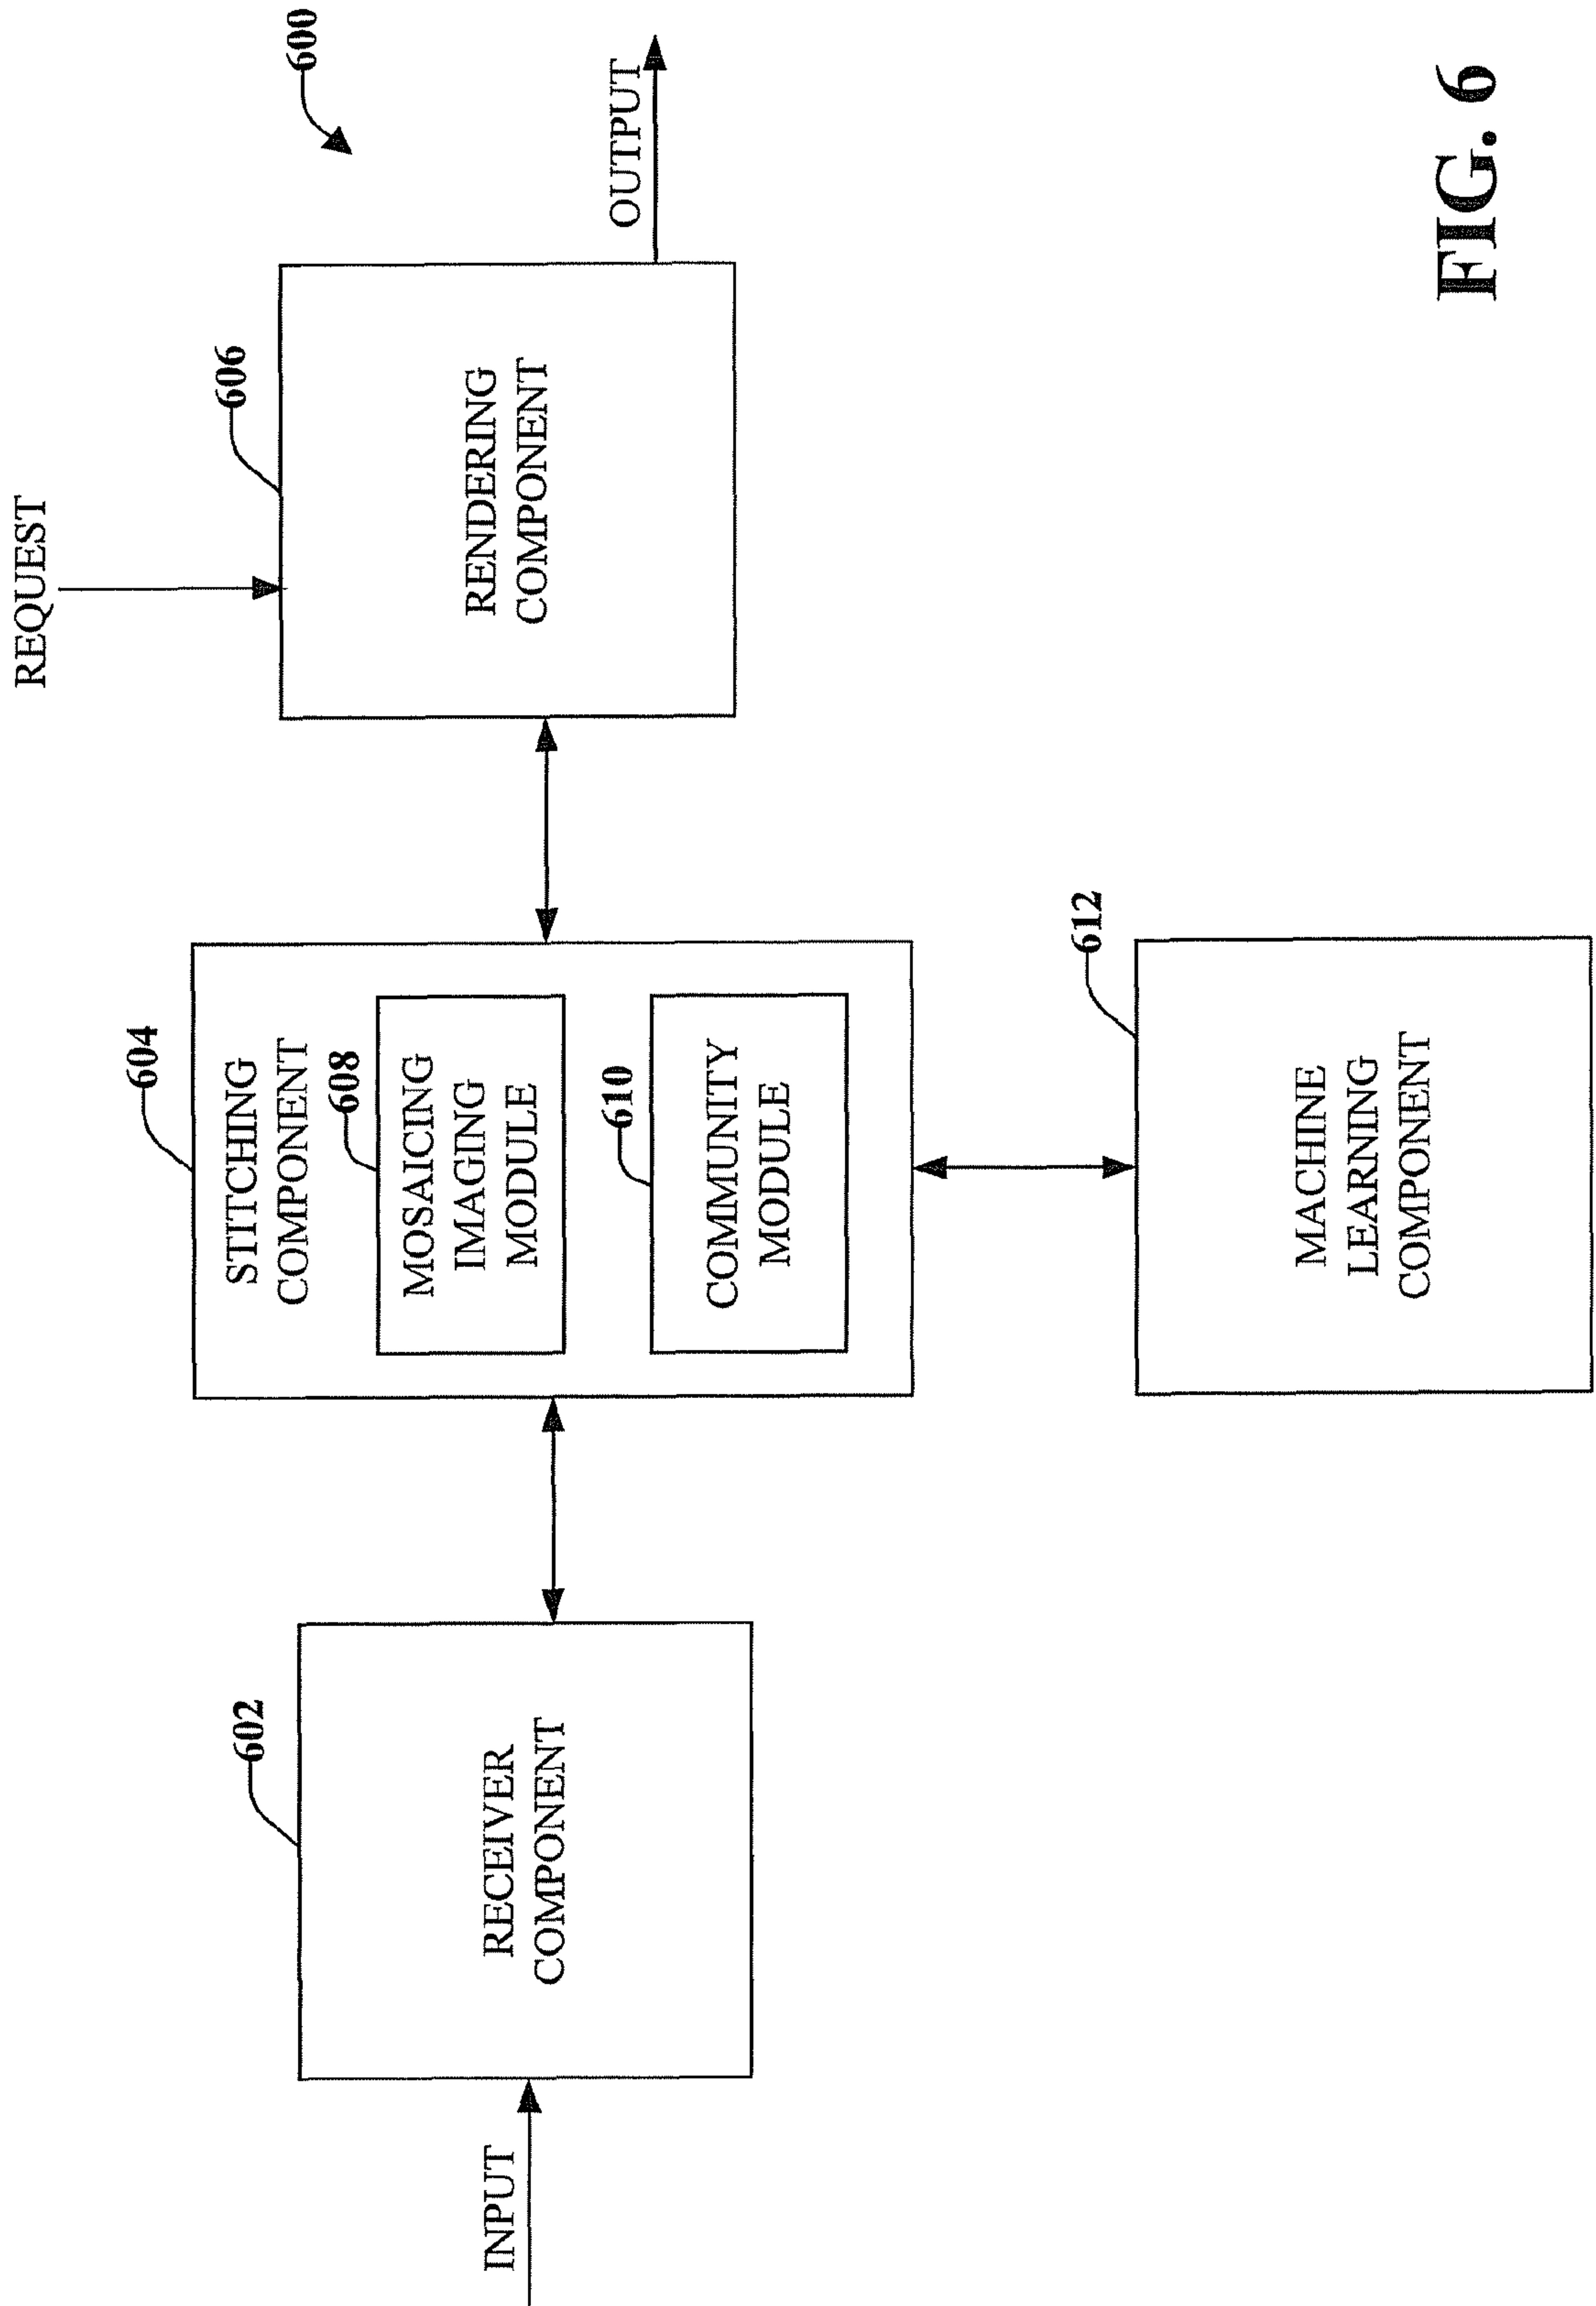 600
REQUEST
606
RENDERING
COMPONENT
OUTPUT
604
STITCHING
COMPONENT
608
MOSAICING
IMAGING
MODULE
610
COMMUNITY
MODULE
602
RECEIVER
COMPONENT
INPUT
612
MACHINE
LEARNING
COMPONENT
FIG. 6